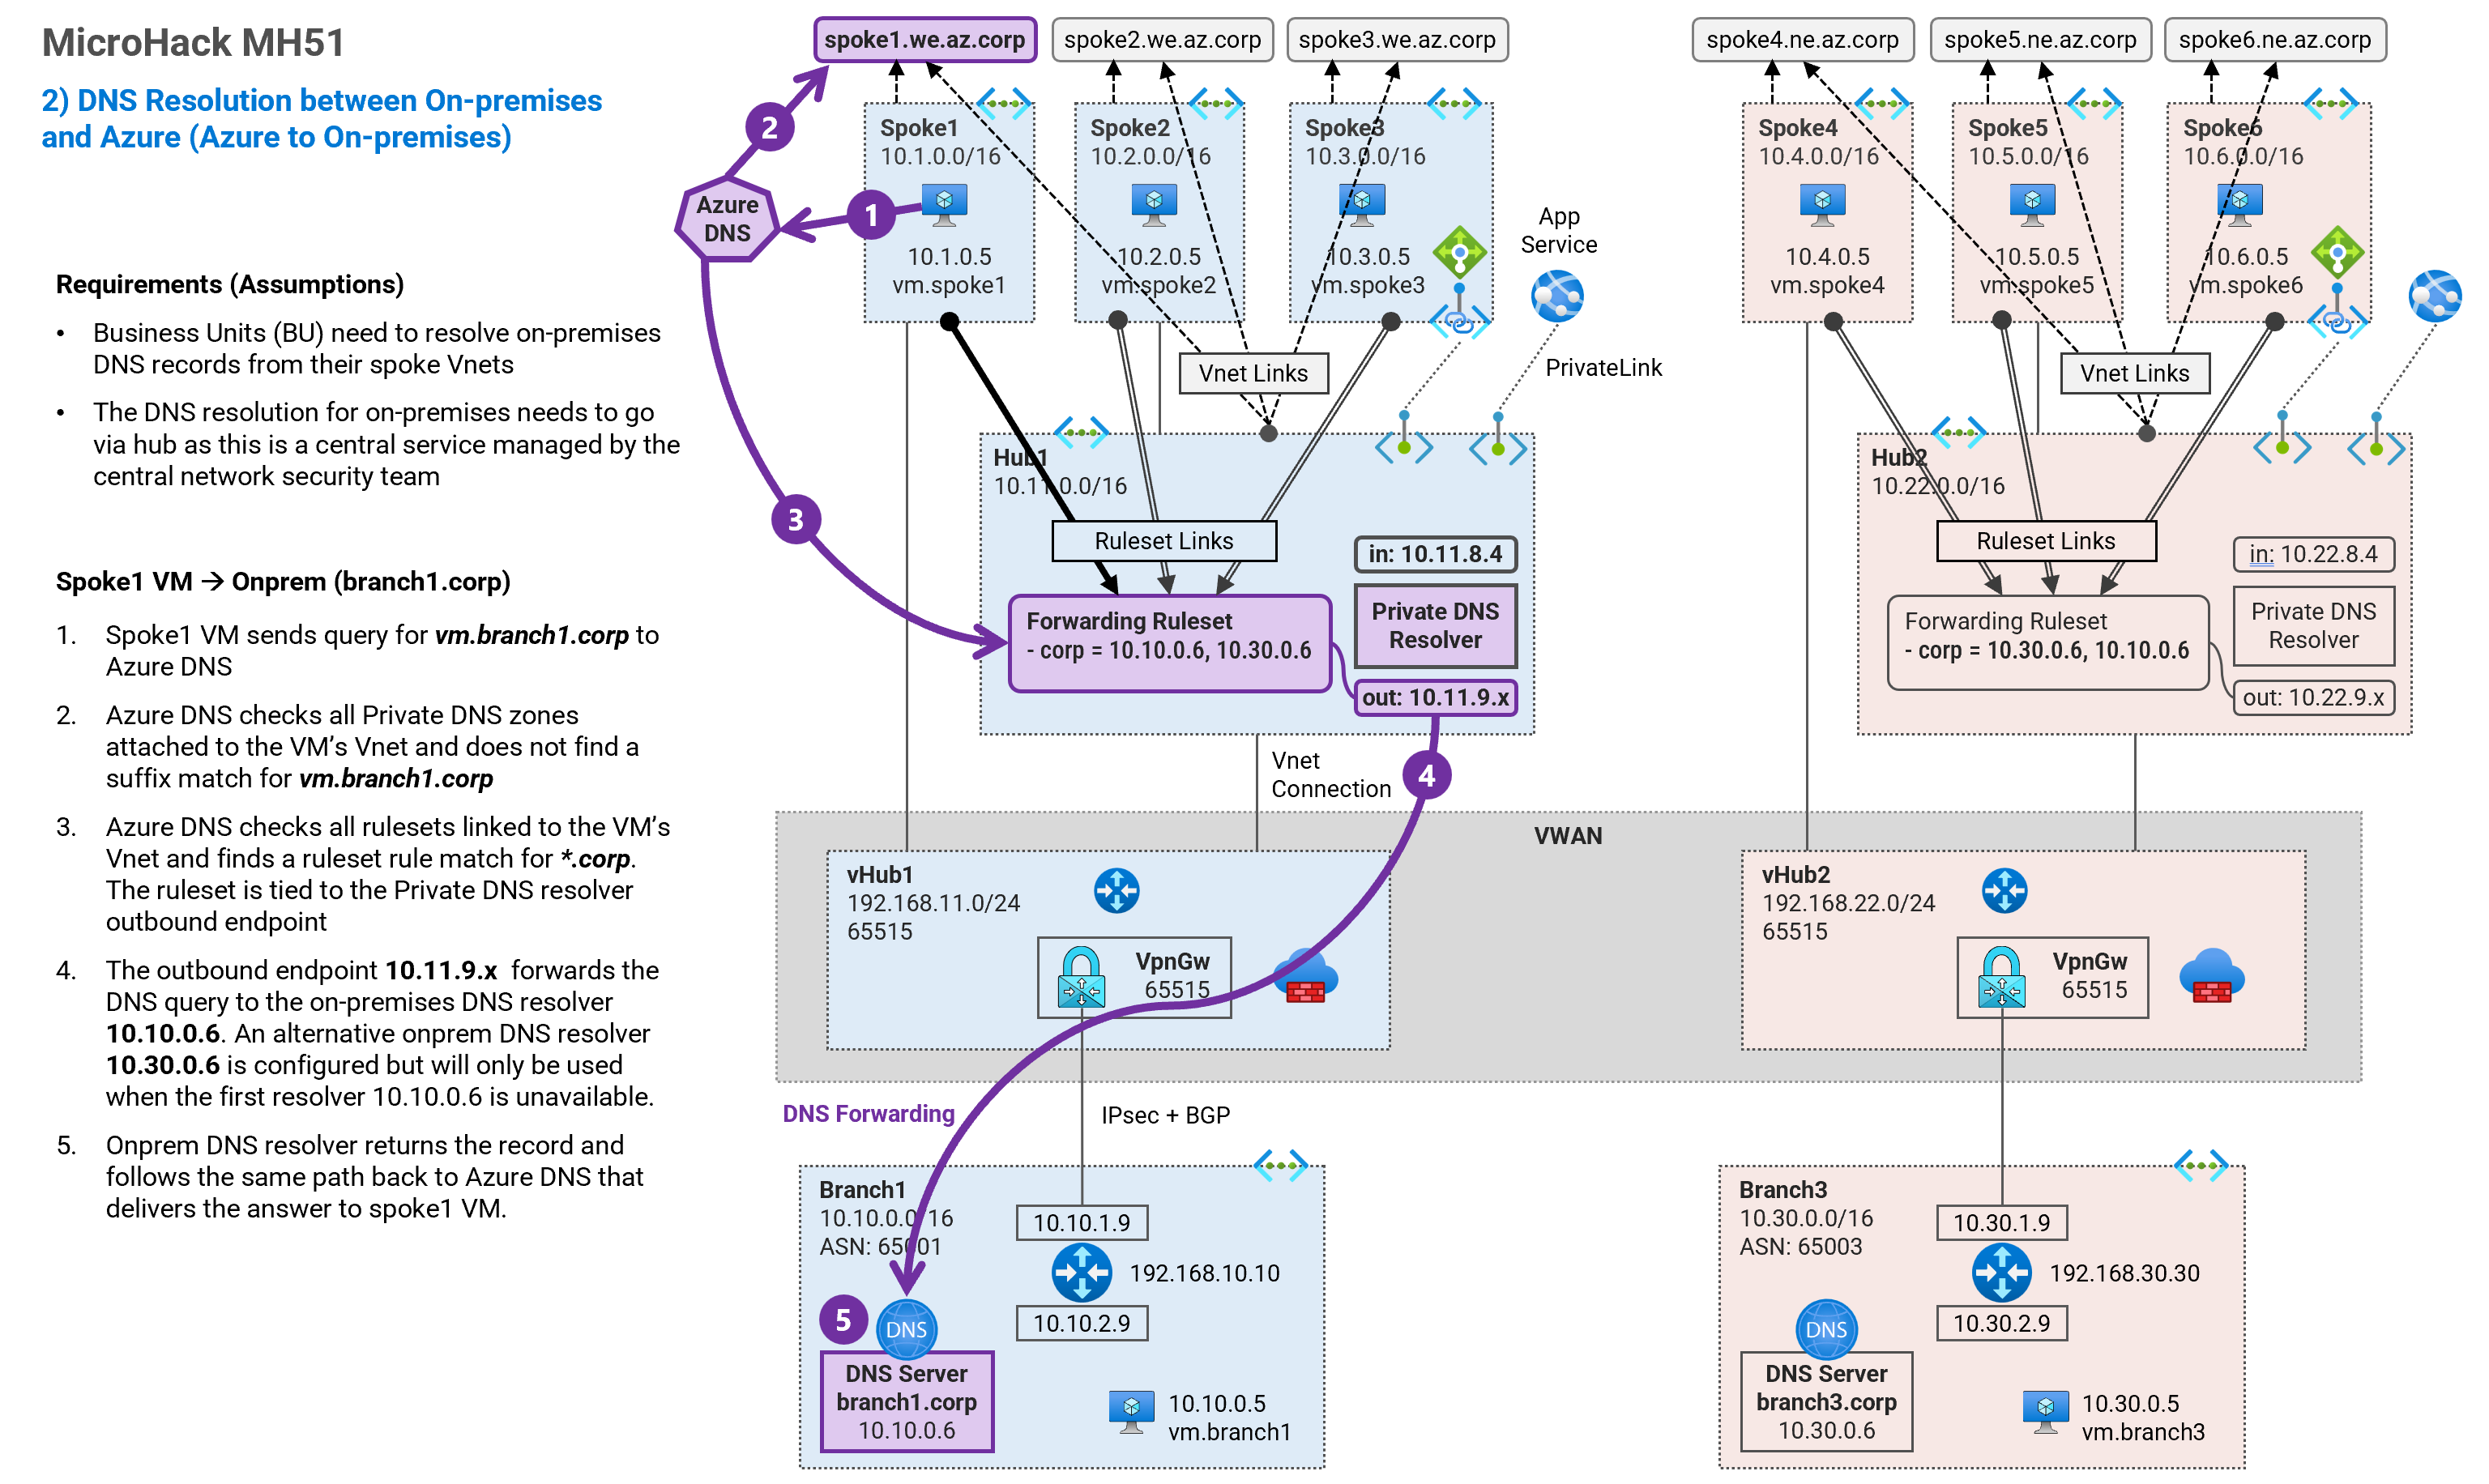 MicroHack MH51
2) DNS Resolution between On-premises
and Azure (Azure to On-premises)
Requirements (Assumptions)
• Business Units (BU) need to resolve on-premises
DNS records from their spoke Vnets
• The DNS resolution for on-premises needs to go
via hub as this is a central service managed by the
central network security team
Spoke1 VM → Onprem (branch1.corp)
1. Spoke1 VM sends query for vm.branch1.corp to
Azure DNS
2. Azure DNS checks all Private DNS zones
attached to the VM’s Vnet and does not find a
suffix match for vm.branch1.corp
3. Azure DNS checks all rulesets linked to the VM’s
Vnet and finds a ruleset rule match for *.corp.
The ruleset is tied to the Private DNS resolver
outbound endpoint
4. The outbound endpoint 10.11.9.x forwards the
DNS query to the on-premises DNS resolver
10.10.0.6. An alternative onprem DNS resolver
10.30.0.6 is configured but will only be used
when the first resolver 10.10.0.6 is unavailable.
5. Onprem DNS resolver returns the record and
follows the same path back to Azure DNS that
delivers the answer to spoke1 VM.
spoke1.we.az.corp
spoke2.we.az.corp
spoke3.we.az.corp
spoke4.ne.az.corp
spoke5.ne.az.corp
spoke6.ne.az.corp
2
Azure
DNS
1
3
Spoke1
10.1.0.0/16
10.1.0.5
vm.spoke1
Spoke2
10.2.0.0/16
10.2.0.5
vm.spoke2
Spoke3
10.3.0.0/16
10.3.0.5
vm.spoke3
App
Service
PrivateLink
Spoke4
10.4.0.0/16
10.4.0.5
vm.spoke4
Spoke5
10.5.0.0/16
10.5.0.5
vm.spoke5
Spoke6
10.6.0.0/16
10.6.0.5
vm.spoke6
Vnet Links
Vnet Links
Hub1
10.11.0.0/16
Ruleset Links
Forwarding Ruleset
- corp = 10.10.0.6, 10.30.0.6
in: 10.11.8.4
Private DNS
Resolver
out: 10.11.9.x
Hub2
10.22.0.0/16
Ruleset Links
Forwarding Ruleset
- corp = 10.30.0.6, 10.10.0.6
in: 10.22.8.4
Private DNS
Resolver
out: 10.22.9.x
Vnet
Connection
4
VWAN
vHub1
192.168.11.0/24
65515
VpnGw
65515
vHub2
192.168.22.0/24
65515
VpnGw
65515
DNS Forwarding
IPsec + BGP
Branch1
10.10.0.0/16
ASN: 65001
10.10.1.9
192.168.10.10
10.10.2.9
5
DNS
DNS Server
branch1.corp
10.10.0.6
10.10.0.5
vm.branch1
Branch3
10.30.0.0/16
ASN: 65003
10.30.1.9
192.168.30.30
10.30.2.9
DNS
DNS Server
branch3.corp
10.30.0.6
10.30.0.5
vm.branch3